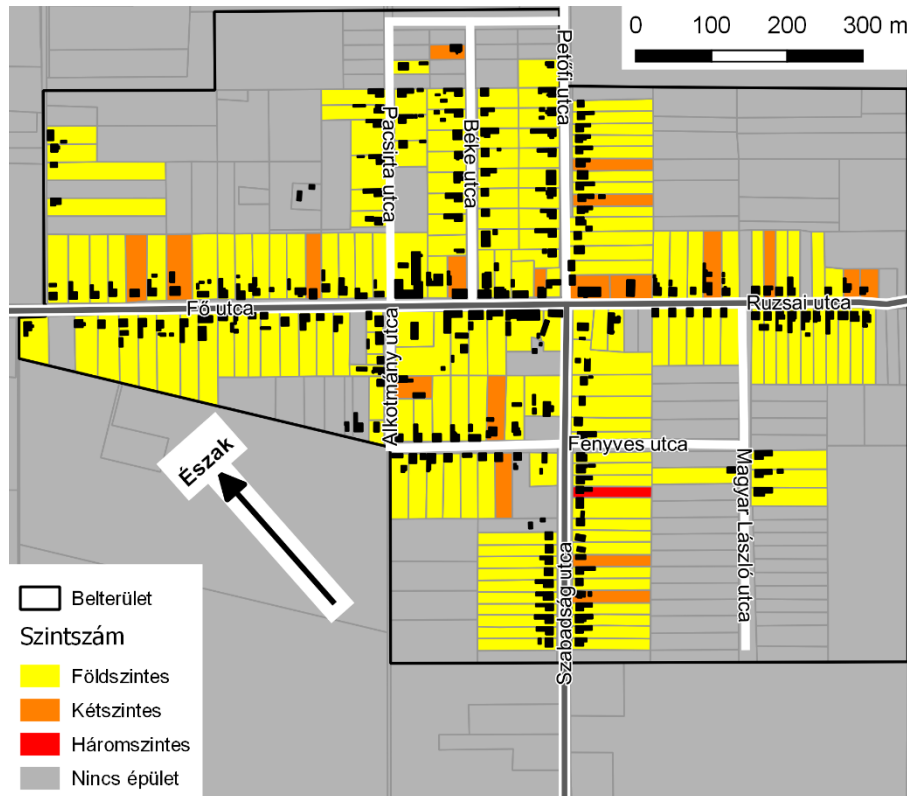 0 100 200 300 m
Petőfi utca
Pacsirta utca
Béke utca
Fő utca
Ruzsai utca
Alkotmány utca
Fenyves utca
Magyar László utca
Szabadság utca
Észak
Belterület
Szintszám
Földszintes
Kétszintes
Háromszintes
Nincs épület